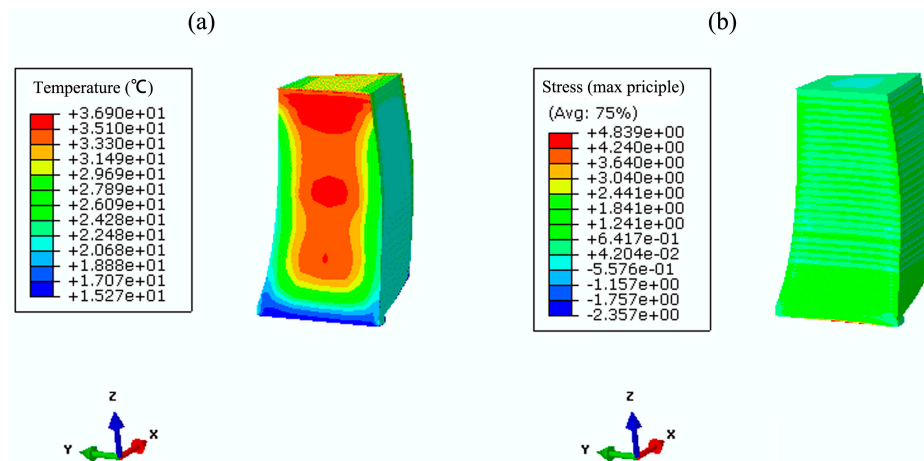 (a)
Temperature (℃)
+3.690e+01
+3.510e+01
+3.330e+01
+3.149e+01
+2.969e+01
+2.789e+01
+2.609e+01
+2.428e+01
+2.248e+01
+2.068e+01
+1.888e+01
+1.707e+01
+1.527e+01
Z
Y
X
(b)
Stress (max priciple)
(Avg: 75%)
+4.839e+00
+4.240e+00
+3.640e+00
+3.040e+00
+2.441e+00
+1.841e+00
+1.241e+00
+6.417e-01
+4.204e-02
-5.576e-01
-1.157e+00
-1.757e+00
-2.357e+00
Z
Y
X